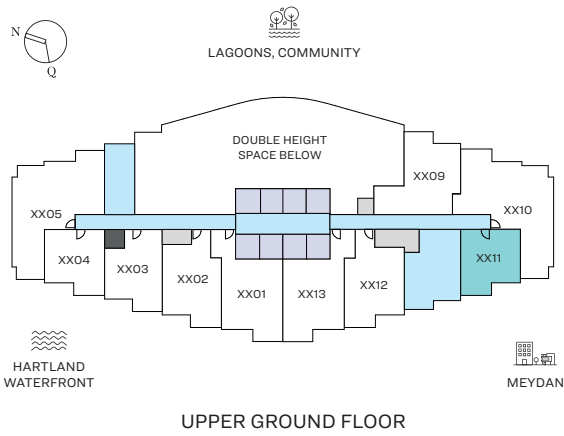 N
Q
LAGOONS, COMMUNITY
DOUBLE HEIGHT
SPACE BELOW
XX09
XX05
XX10
XX04
XX03
XX02
XX01
XX13
XX12
XX11
HARTLAND
WATERFRONT
MEYDAN
UPPER GROUND FLOOR